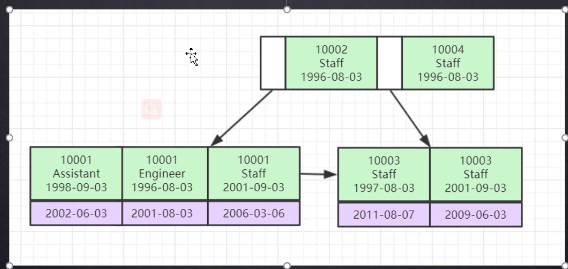 10002
Staff
1996-08-03
10004
Staff
1996-08-03
10001
Assistant
1998-09-03
10001
Engineer
1996-08-03
10001
Staff
2001-09-03
2002-06-03
2001-08-03
2006-03-06
10003
Staff
1997-08-03
10003
Staff
2001-09-03
2011-08-07
2009-06-03